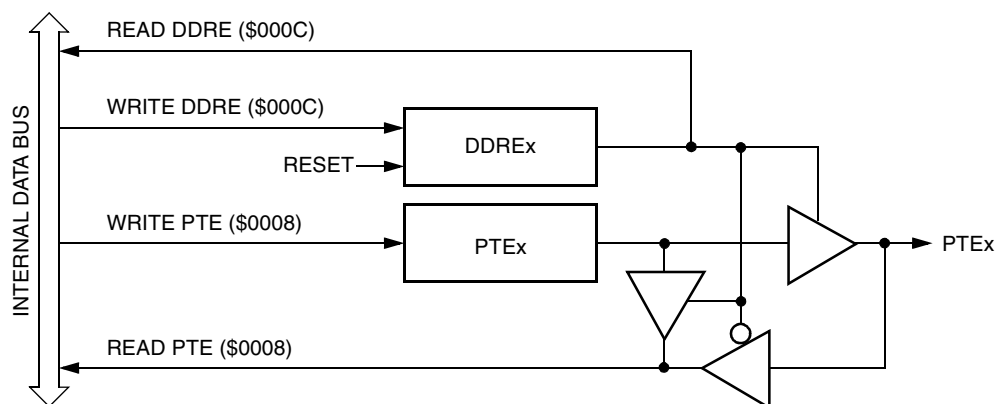 READ DDRE ($000C)
WRITE DDRE ($000C)
DDREx
RESET
WRITE PTE ($0008)
PTEx
PTEx
READ PTE ($0008)
INTERNAL DATA BUS